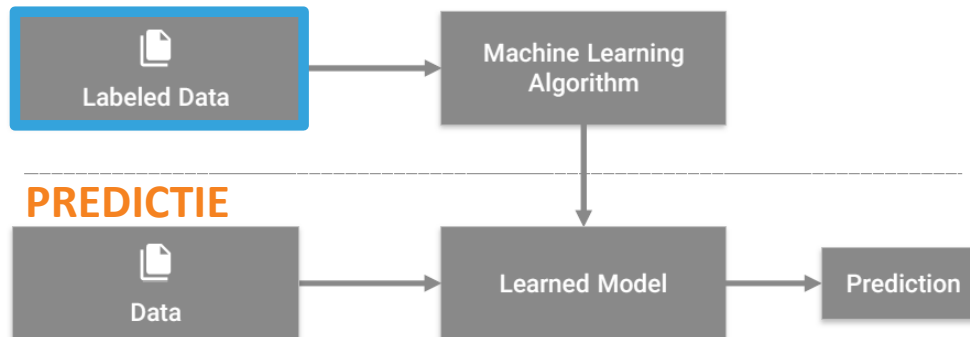 Labeled Data
Machine Learning
Algorithm
PREDICTIE
Data
Learned Model
Prediction